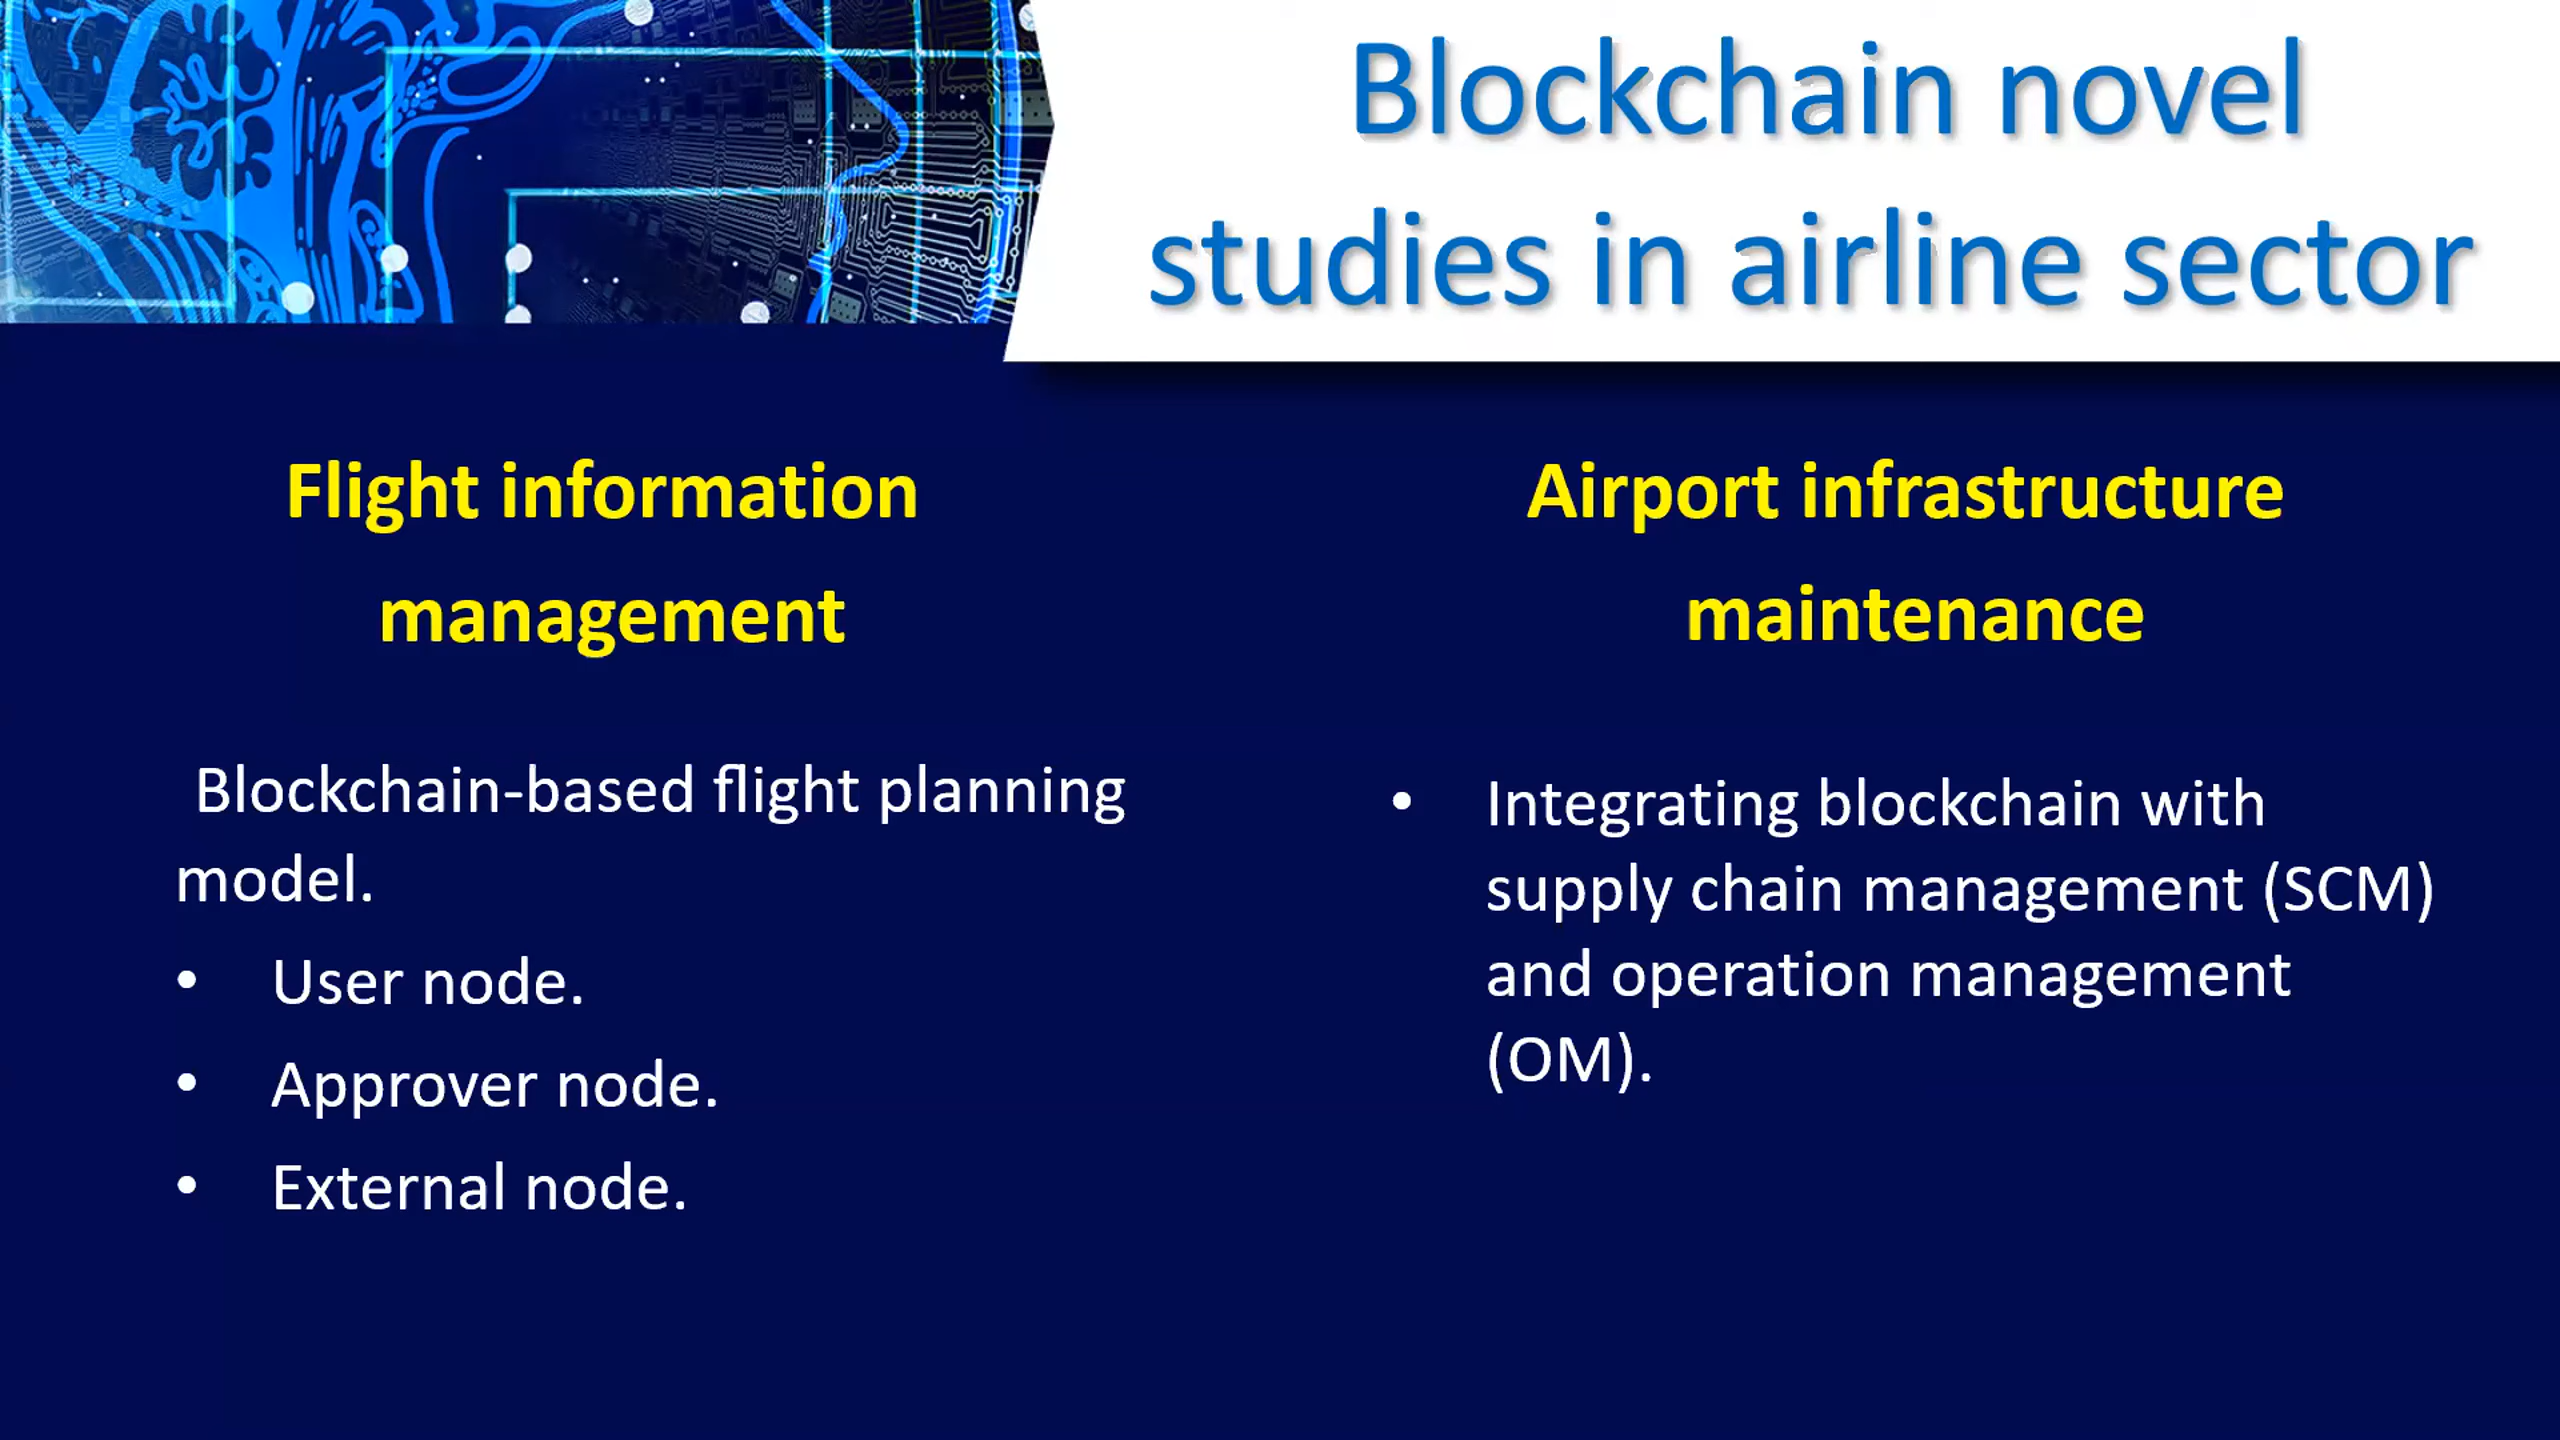 Blockchain novel
studies in airline sector
Flight information
management
Blockchain-based flight planning
model.
• User node.
• Approver node.
• External node.
Airport infrastructure
maintenance
• Integrating blockchain with
supply chain management (SCM)
and operation management
(OM).